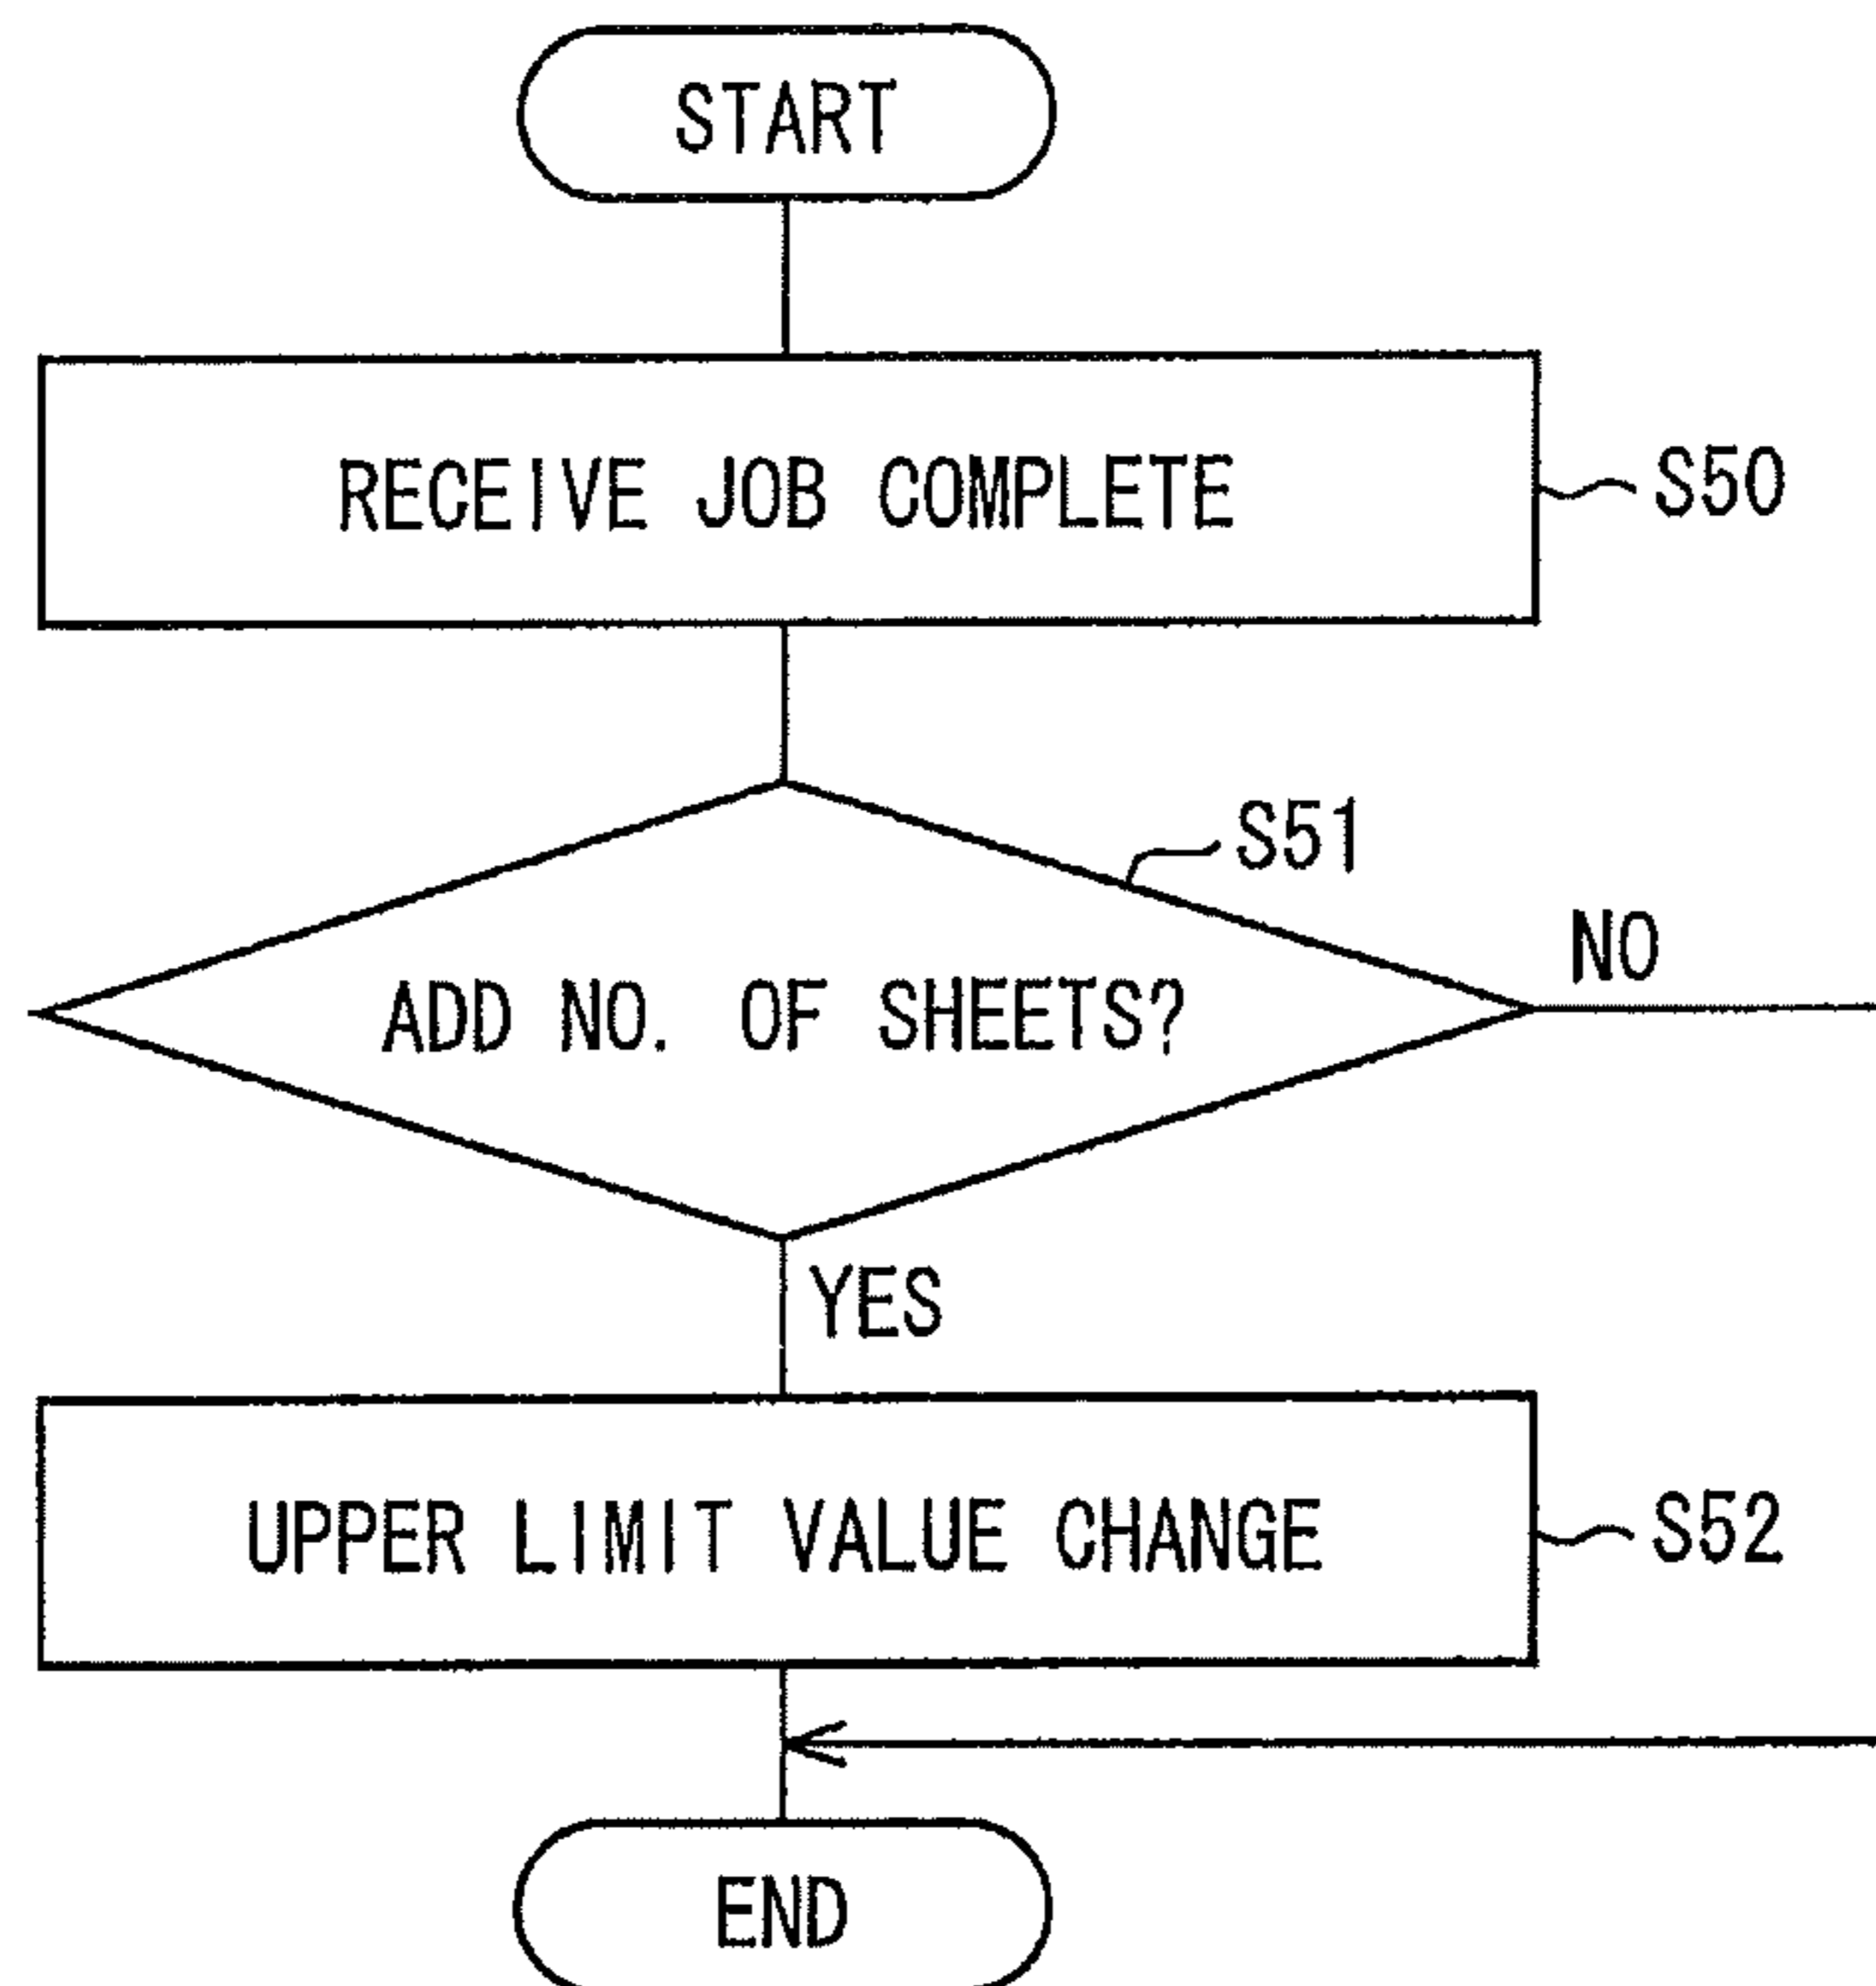 START
RECEIVE JOB COMPLETE
S50
S51
NO
ADD NO. OF SHEETS?
YES
UPPER LIMIT VALUE CHANGE
S52
END